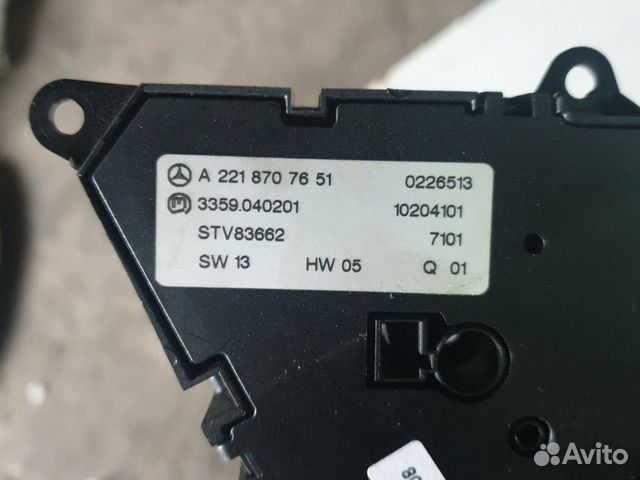 A 221 870 76 51 0226513
3359.040201 10204101
STV83662 7101
SW 13 HW 05 Q 01
Avito